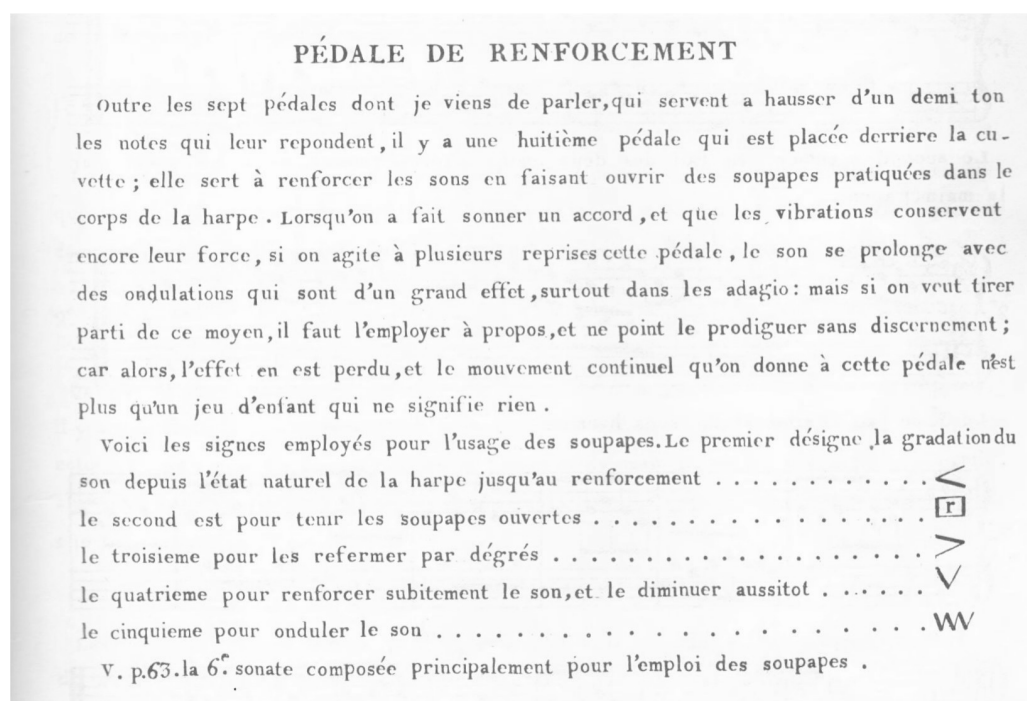 PÉDALE DE RENFORCEMENT
Outre les sept pédales dont je viens de parler, qui servent a hausser d'un demi ton
les notes qui leur repondent, il y a une huitième pédale qui est placée derriere la cu-
vette; elle sert à renforcer les sons en faisant ouvrir des soupapes pratiquées dans le
corps de la harpe. Lorsqu'on a fait sonner un accord, et que les vibrations conservent
encore leur force, si on agite à plusieurs reprises cette pédale, le son se prolonge avec
des ondulations qui sont d'un grand effet, surtout dans les adagio: mais si on veut tirer
parti de ce moyen, il faut l'employer à propos, et ne point le prodiguer sans discernement;
car alors, l'effet en est perdu, et le mouvement continuel qu'on donne à cette pédale n'est
plus qu'un jeu d'enfant qui ne signifie rien.
Voici les signes employés pour l'usage des soupapes. Le premier désigne la gradation du
son depuis l'état naturel de la harpe jusqu'au renforcement . . . . . . . . . . . . <
le second est pour tenir les soupapes ouvertes . . . . . . . . . . . . . . . . . r
le troisieme pour les refermer par dégrés . . . . . . . . . . . . . . . . . . . >
le quatrieme pour renforcer subitement le son, et le diminuer aussitot . . . . . . V
le cinquieme pour onduler le son . . . . . . . . . . . . . . . . . . . . VVV
V. p.63. la 6.e sonate composée principalement pour l'emploi des soupapes.